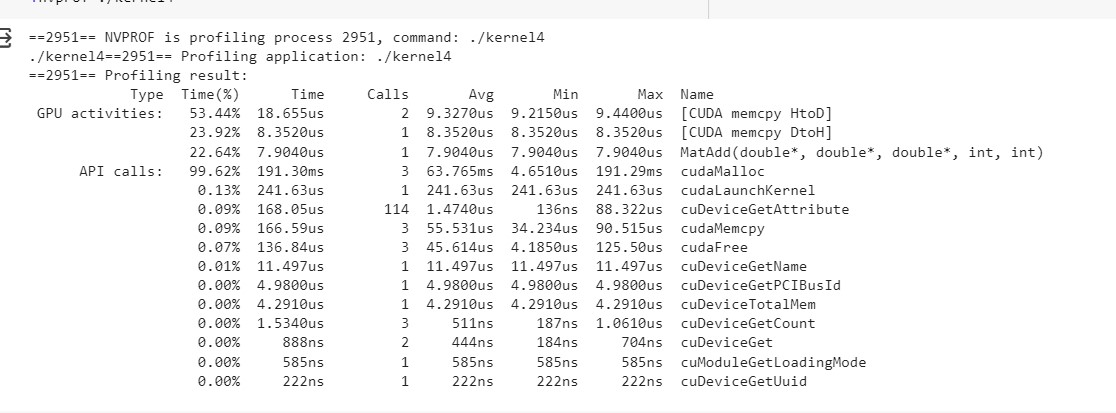 !nvprof ./kernel4
==2951== NVPROF is profiling process 2951, command: ./kernel4
./kernel4==2951== Profiling application: ./kernel4
==2951== Profiling result:
Type Time(%) Time Calls Avg Min Max Name
GPU activities: 53.44% 18.655us 2 9.3270us 9.2150us 9.4400us [CUDA memcpy HtoD]
23.92% 8.3520us 1 8.3520us 8.3520us 8.3520us [CUDA memcpy DtoH]
22.64% 7.9040us 1 7.9040us 7.9040us 7.9040us MatAdd(double*, double*, double*, int, int)
API calls: 99.62% 191.30ms 3 63.765ms 4.6510us 191.29ms cudaMalloc
0.13% 241.63us 1 241.63us 241.63us 241.63us cudaLaunchKernel
0.09% 168.05us 114 1.4740us 136ns 88.322us cuDeviceGetAttribute
0.09% 166.59us 3 55.531us 34.234us 90.515us cudaMemcpy
0.07% 136.84us 3 45.614us 4.1850us 125.50us cudaFree
0.01% 11.497us 1 11.497us 11.497us 11.497us cuDeviceGetName
0.00% 4.9800us 1 4.9800us 4.9800us 4.9800us cuDeviceGetPCIBusId
0.00% 4.2910us 1 4.2910us 4.2910us 4.2910us cuDeviceTotalMem
0.00% 1.5340us 3 511ns 187ns 1.0610us cuDeviceGetCount
0.00% 888ns 2 444ns 184ns 704ns cuDeviceGet
0.00% 585ns 1 585ns 585ns 585ns cuModuleGetLoadingMode
0.00% 222ns 1 222ns 222ns 222ns cuDeviceGetUuid